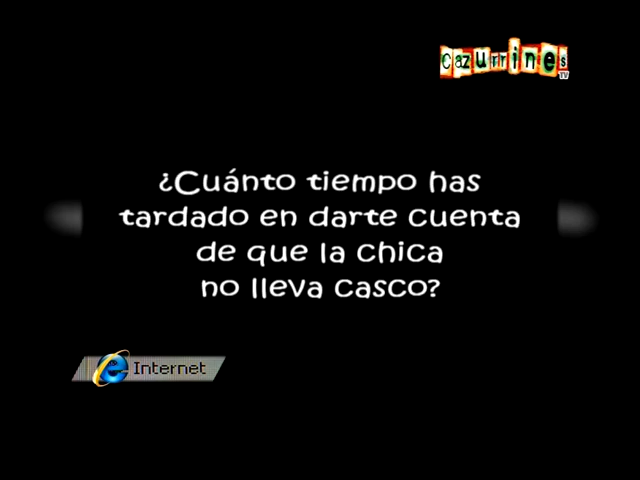 Cazurrines
TV
¿Cuánto tiempo has
tardado en darte cuenta
de que la chica
no lleva casco?
Internet